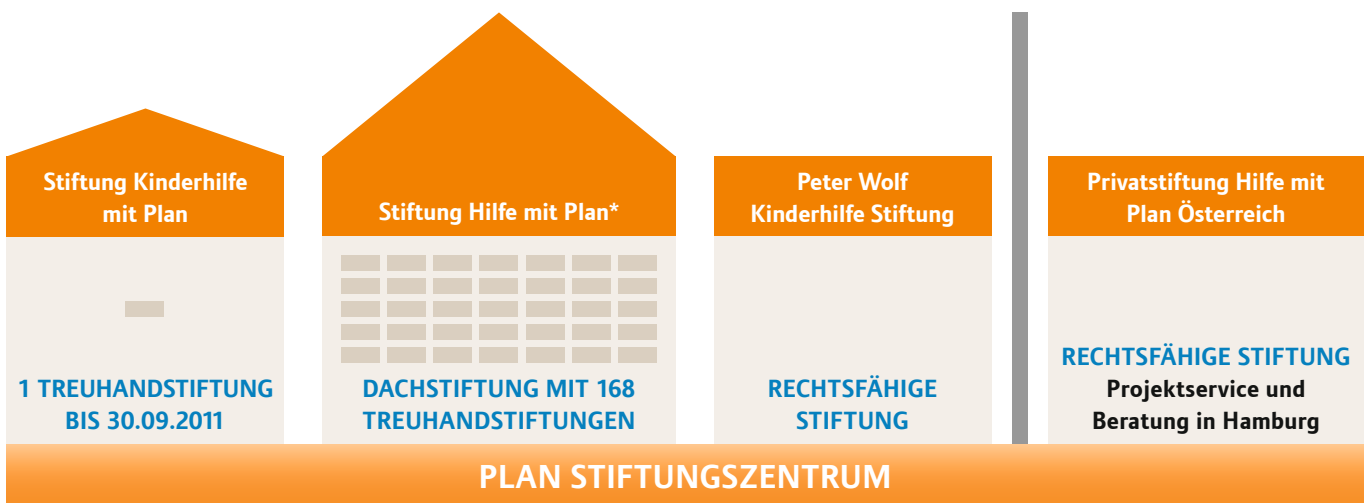 Stiftung Kinderhilfe
mit Plan
1 TREUHANDSTIFTUNG
BIS 30.09.2011
Stiftung Hilfe mit Plan*
DACHSTIFTUNG MIT 168
TREUHANDSTIFTUNGEN
Peter Wolf
Kinderhilfe Stiftung
RECHTSFÄHIGE
STIFTUNG
Privatstiftung Hilfe mit
Plan Österreich
RECHTSFÄHIGE STIFTUNG
Projektservice und
Beratung in Hamburg
PLAN STIFTUNGSZENTRUM